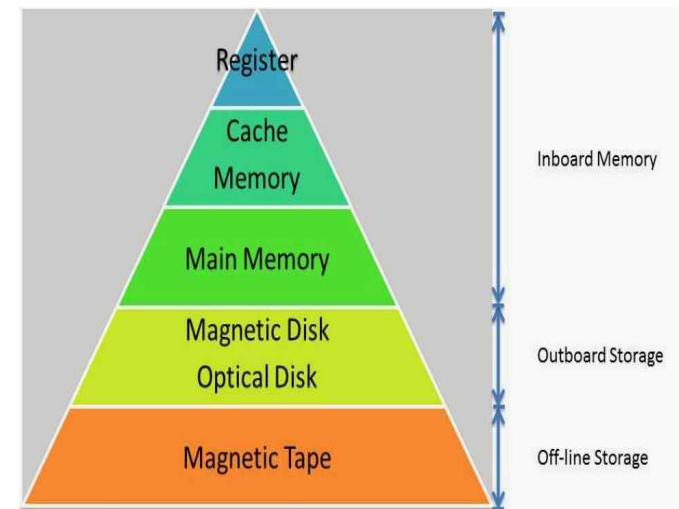 Register
Cache
Memory
Inboard Memory
Main Memory
Magnetic Disk
Optical Disk
Outboard Storage
Magnetic Tape
Off-line Storage